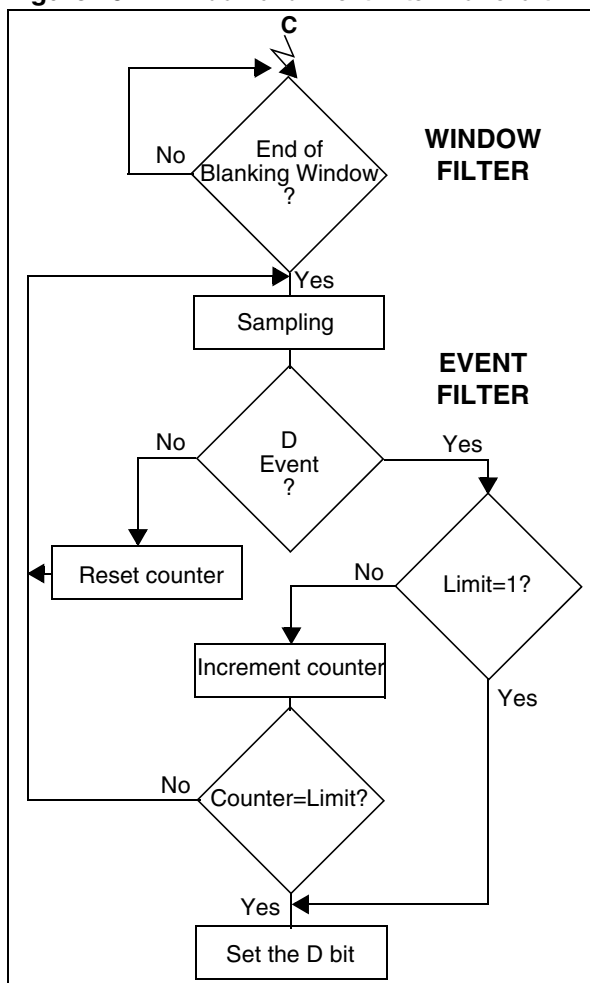 C
No
End of
Blanking Window
?
WINDOW
FILTER
Yes
Sampling
EVENT
FILTER
No
D
Event
?
Yes
Reset counter
No
Limit=1?
Increment counter
Yes
No
Counter=Limit?
Yes
Set the D bit